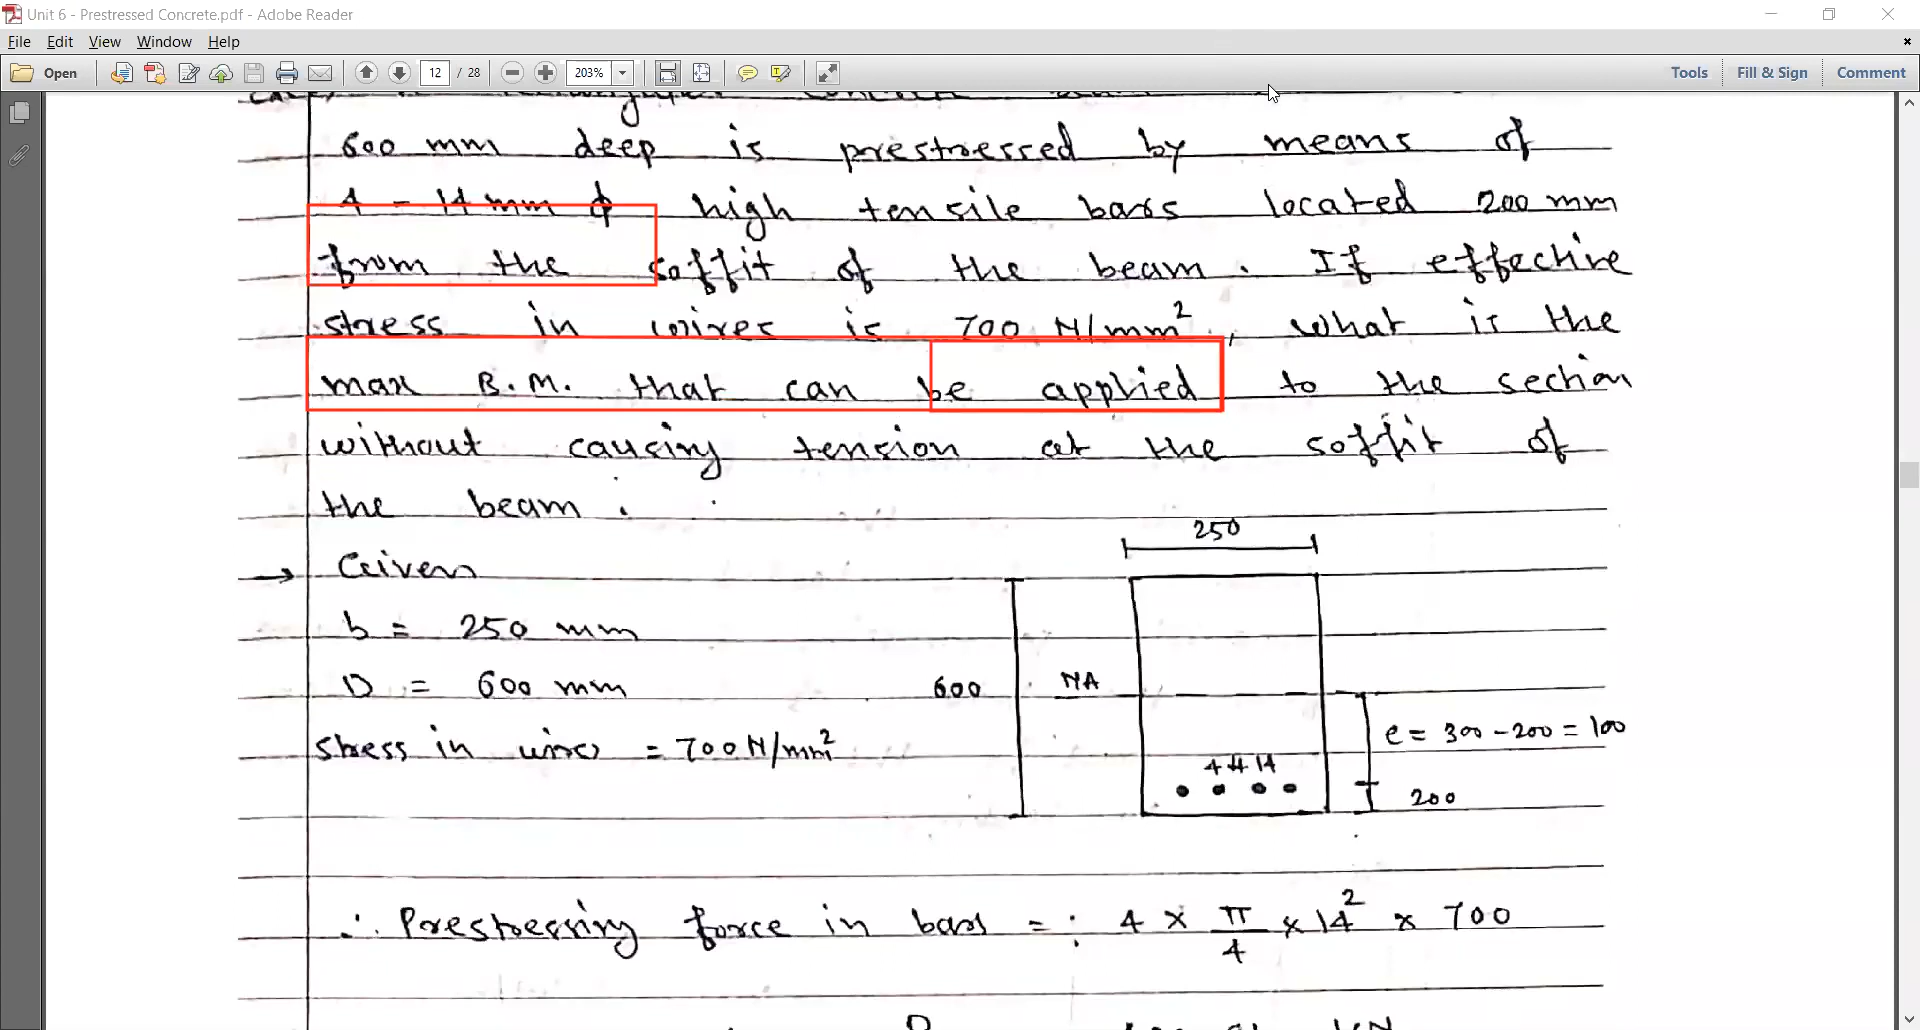 Unit 6 - Prestressed Concrete.pdf - Adobe Reader
File Edit View Window Help
Open 12 / 28 203% Tools Fill & Sign Comment
600 mm deep is prestressed by means of
4 - 14 mm ϕ high tensile bars located 200 mm
from the soffit of the beam. If effective
stress in wires is 700 N/mm², what is the
max B.M. that can be applied to the section
without causing tension at the soffit of
the beam.
250
→ Given
b = 250 mm
D = 600 mm
600 NA
stress in wires = 700 N/mm²
e = 300 - 200 = 100
200
∴ Prestressing force in bars = 4 × π/4 × 14² × 700